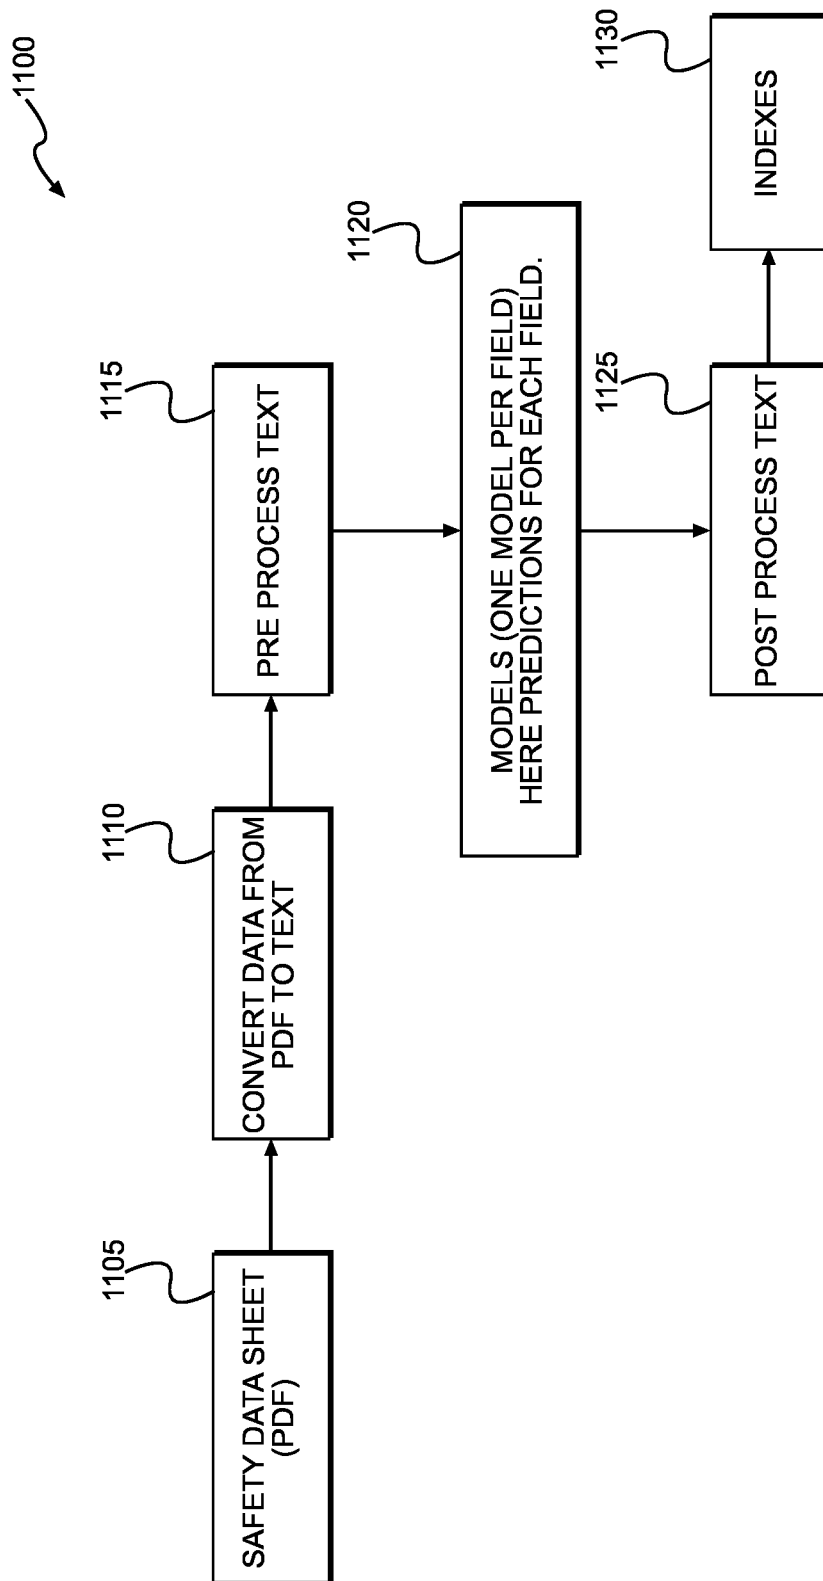 1100
1105
SAFETY DATA SHEET
(PDF)
1110
CONVERT DATA FROM
PDF TO TEXT
1115
PRE PROCESS TEXT
1120
MODELS (ONE MODEL PER FIELD)
HERE PREDICTIONS FOR EACH FIELD.
1125
POST PROCESS TEXT
1130
INDEXES